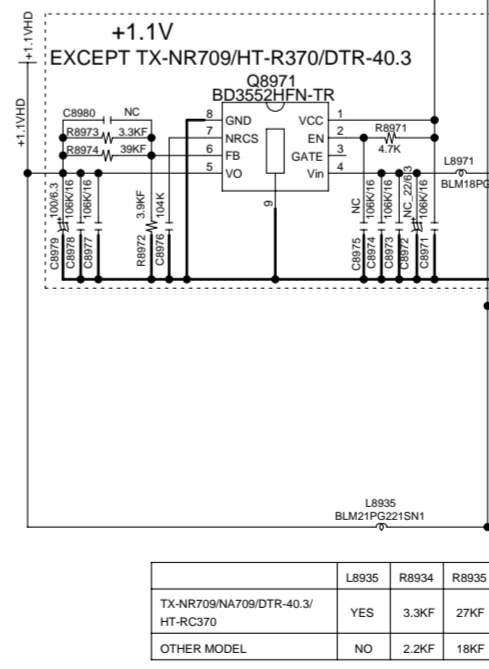 +1.1VHD
+1.1VHD
+1.1V
EXCEPT TX-NR709/HT-R370/DTR-40.3
Q8971
BD3552HFN-TR
C8980 NC
R8973 3.3KF
R8974 39KF
8 GND
7 NRCS
6 FB
5 VO
VCC 1
EN 2
GATE 3
Vin 4
9
R8971
4.7K
L8971
BLM18PG
100/6.3
106K/16
106K/16
3.9KF
104K
C8979
C8978
C8977
R8972
C8976
NC
106K/16
106K/16
NC_22/6.3
106K/16
C8975
C8974
C8973
C8972
C8971
L8935
BLM21PG221SN1
L8935 R8934 R8935
TX-NR709/NA709/DTR-40.3/
HT-RC370
YES 3.3KF 27KF
OTHER MODEL NO 2.2KF 18KF